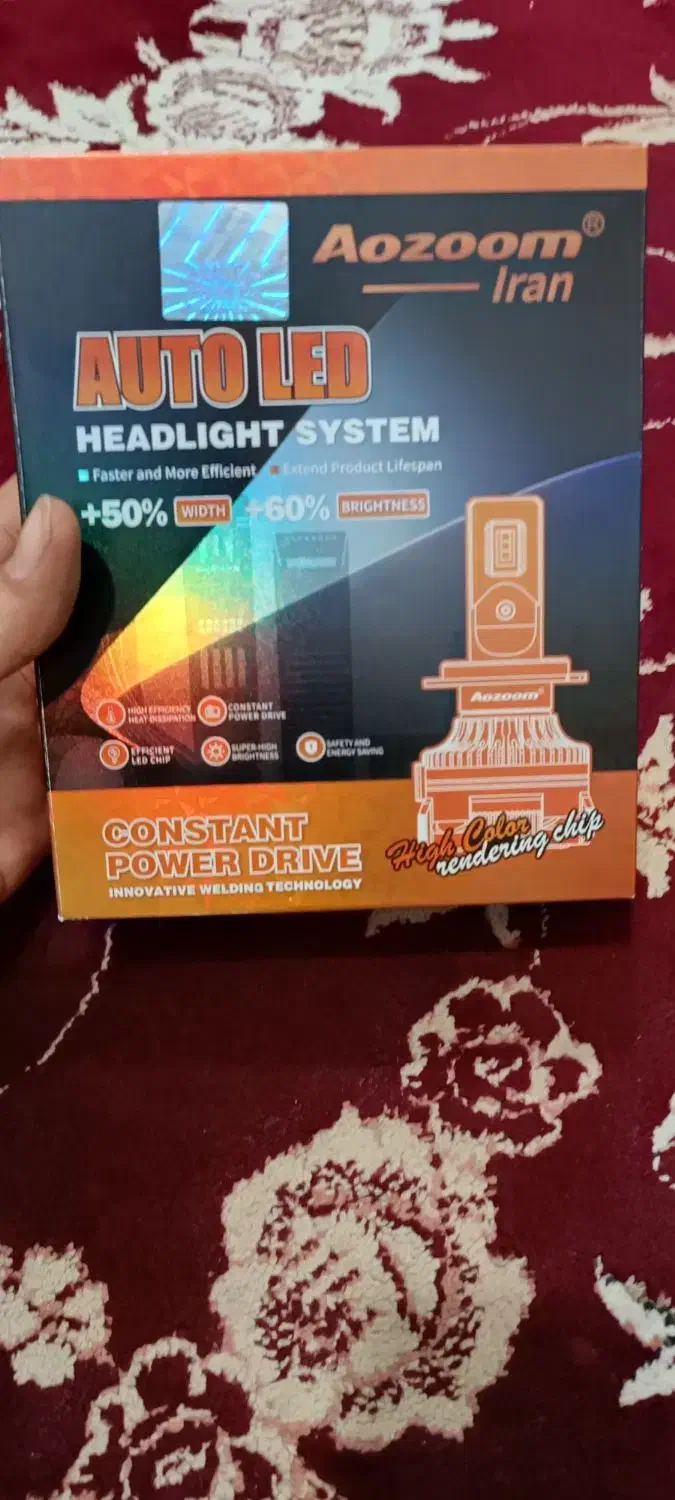 Aozoom®
Iran
AUTO LED
HEADLIGHT SYSTEM
Faster and More Efficient Extend Product Lifespan
+50% WIDTH +60% BRIGHTNESS
Aozoom
HIGH EFFICIENCY
HEAT DISSIPATION
CONSTANT
POWER DRIVE
EFFICIENT
LED CHIP
SUPER-HIGH
BRIGHTNESS
SAFETY AND
ENERGY SAVING
CONSTANT
POWER DRIVE
INNOVATIVE WELDING TECHNOLOGY
High Color
rendering chip